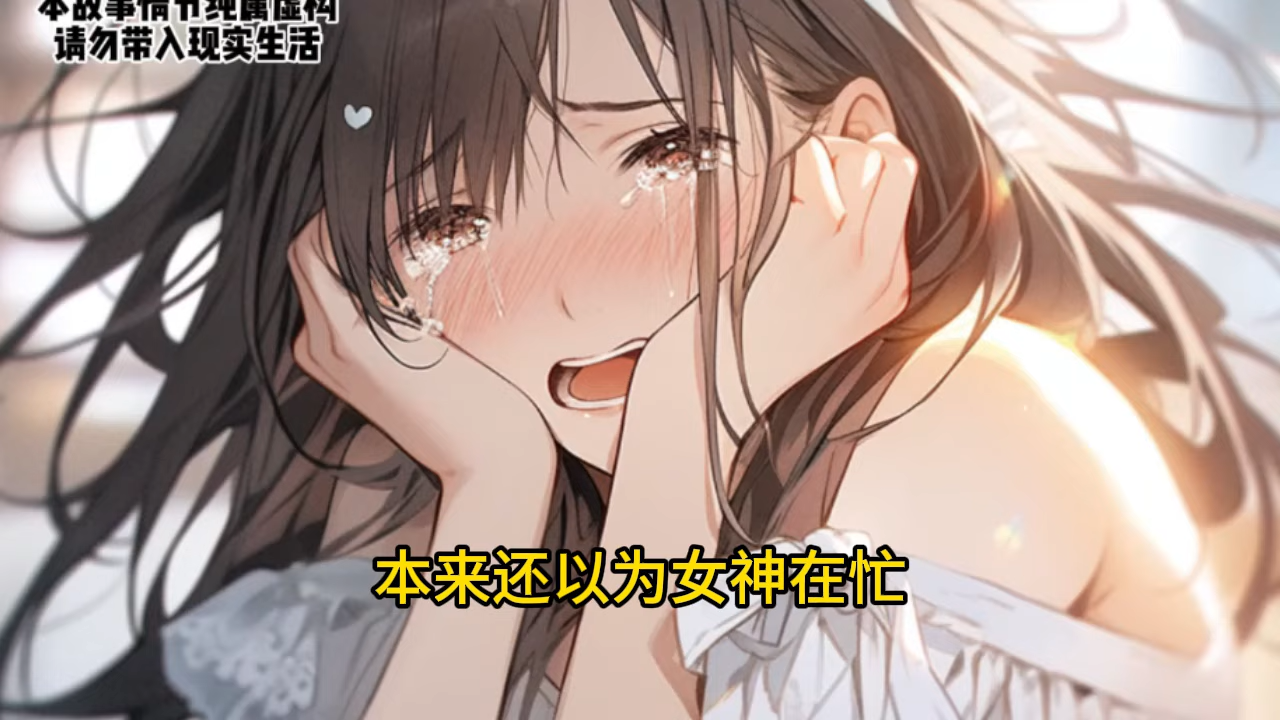 本故事情节纯属虚构
请勿带入现实生活
本来还以为女神在忙